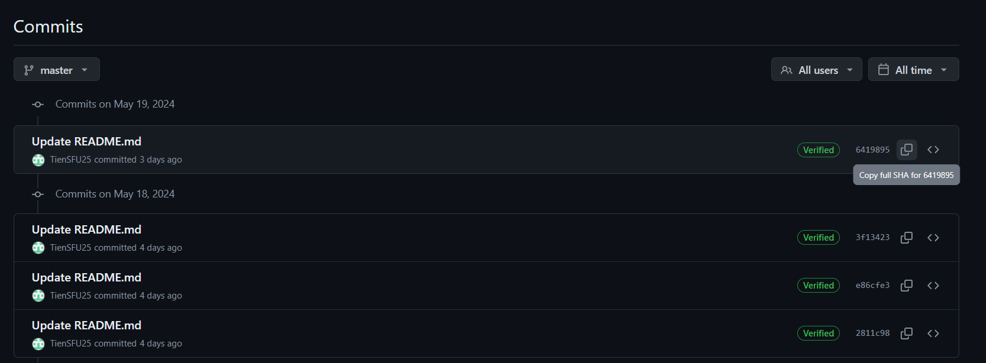 Commits
master
All users
All time
Commits on May 19, 2024
Update README.md
TienSFU25 committed 3 days ago
Verified
6419895
Copy full SHA for 6419895
Commits on May 18, 2024
Update README.md
TienSFU25 committed 4 days ago
Verified
3f13423
Update README.md
TienSFU25 committed 4 days ago
Verified
e86cfe3
Update README.md
TienSFU25 committed 4 days ago
Verified
2811c98